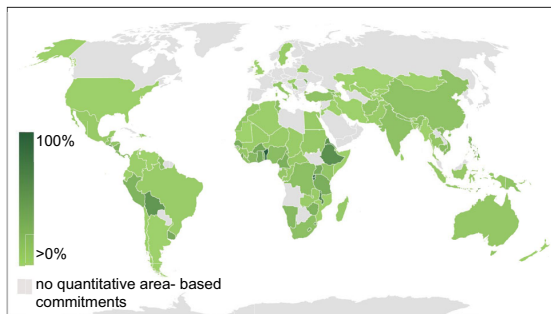 100%
>0%
no quantitative area- based
commitments